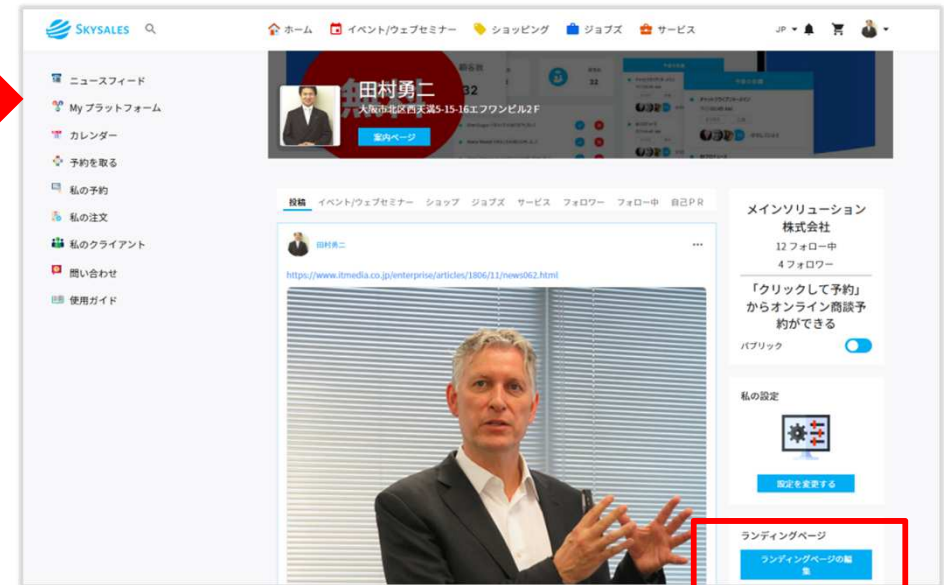 SKYSALES
ホーム
イベント/ウェブセミナー
ショッピング
ジョブズ
サービス
JP
ニュースフィード
My プラットフォーム
カレンダー
予約を取る
私の予約
私の注文
私のクライアント
問い合わせ
使用ガイド
無料
田村勇二
大阪市北区西天満5-15-16エフワンビル2F
案内ページ
32
32
投稿 イベント/ウェブセミナー ショップ ジョブズ サービス フォロワー フォロー中 自己PR
田村勇二
https://www.itmedia.co.jp/enterprise/articles/1806/11/news062.html
メインソリューション
株式会社
12 フォロー中
4 フォロワー
「クリックして予約」
からオンライン商談予
約ができる
パブリック
私の設定
設定を変更する
ランディングページ
ランディングページの編
集